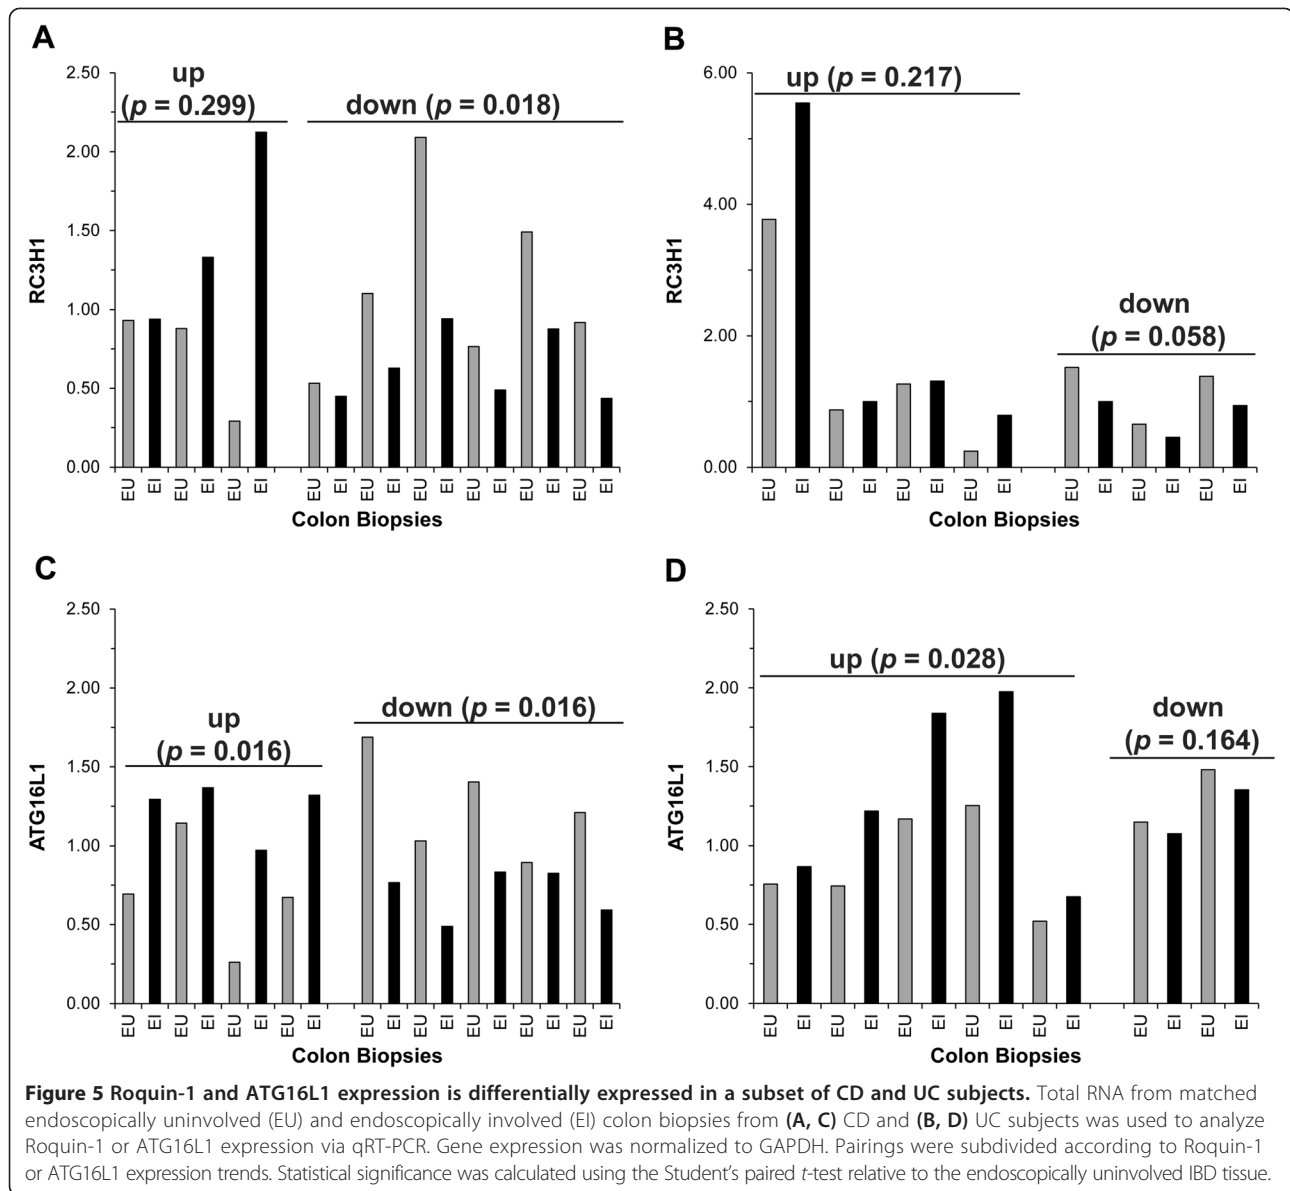 A
up
(p = 0.299)
down (p = 0.018)
2.50
2.00
1.50
1.00
0.50
0.00
RC3H1
EU EI EU EI EU EI EU EI EU EI EU EI EU EI EU EI EU EI
Colon Biopsies
B
up (p = 0.217)
down
(p = 0.058)
6.00
4.00
2.00
0.00
RC3H1
EU EI EU EI EU EI EU EI EU EI EU EI EU EI
Colon Biopsies
C
up
(p = 0.016)
down (p = 0.016)
2.50
2.00
1.50
1.00
0.50
0.00
ATG16L1
EU EI EU EI EU EI EU EI EU EI EU EI EU EI EU EI EU EI
Colon Biopsies
D
up (p = 0.028)
down
(p = 0.164)
2.50
2.00
1.50
1.00
0.50
0.00
ATG16L1
EU EI EU EI EU EI EU EI EU EI EU EI EU EI
Colon Biopsies
Figure 5 Roquin-1 and ATG16L1 expression is differentially expressed in a subset of CD and UC subjects. Total RNA from matched
endoscopically uninvolved (EU) and endoscopically involved (EI) colon biopsies from (A, C) CD and (B, D) UC subjects was used to analyze
Roquin-1 or ATG16L1 expression via qRT-PCR. Gene expression was normalized to GAPDH. Pairings were subdivided according to Roquin-1
or ATG16L1 expression trends. Statistical significance was calculated using the Student's paired t-test relative to the endoscopically uninvolved IBD tissue.